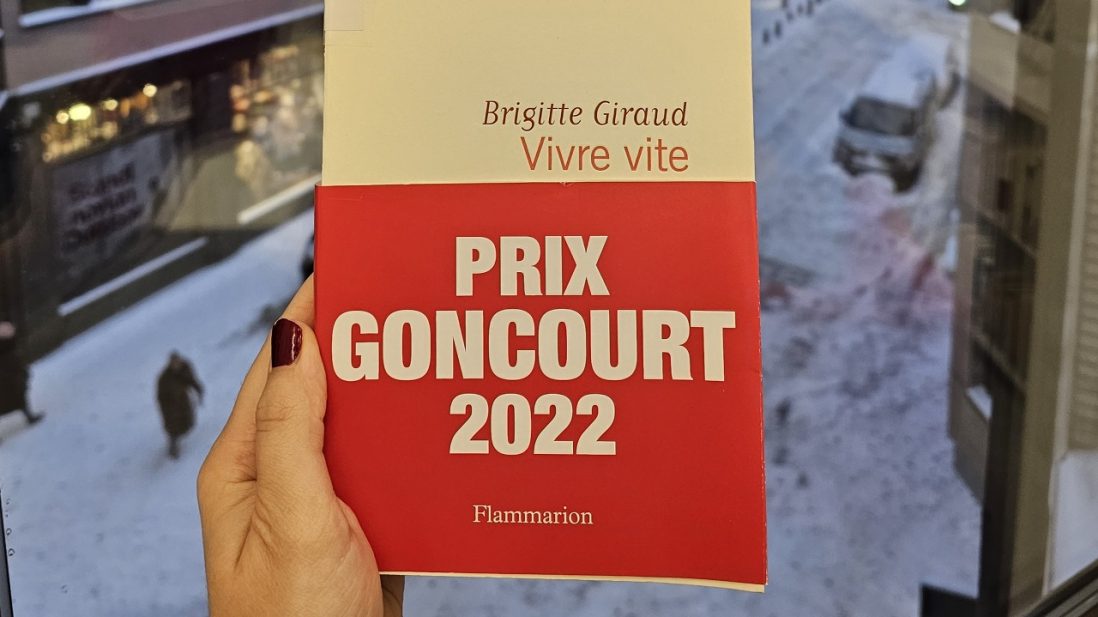 Brigitte Giraud
Vivre vite
PRIX
GONCOURT
2022
Flammarion